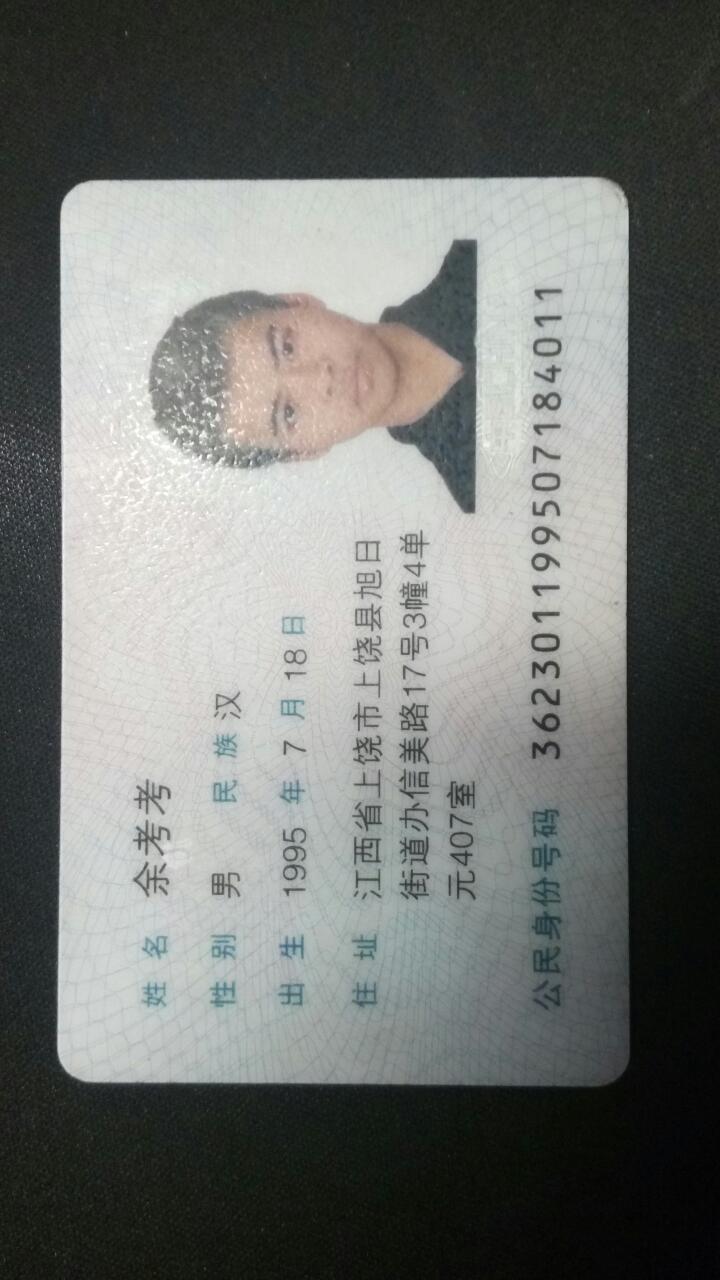 姓名 余考考
性别 男 民族 汉
出生 1995 年 7 月 18 日
住址 江西省上饶市上饶县旭日
街道办信美路17号3幢4单
元407室
公民身份号码 362301199507184011